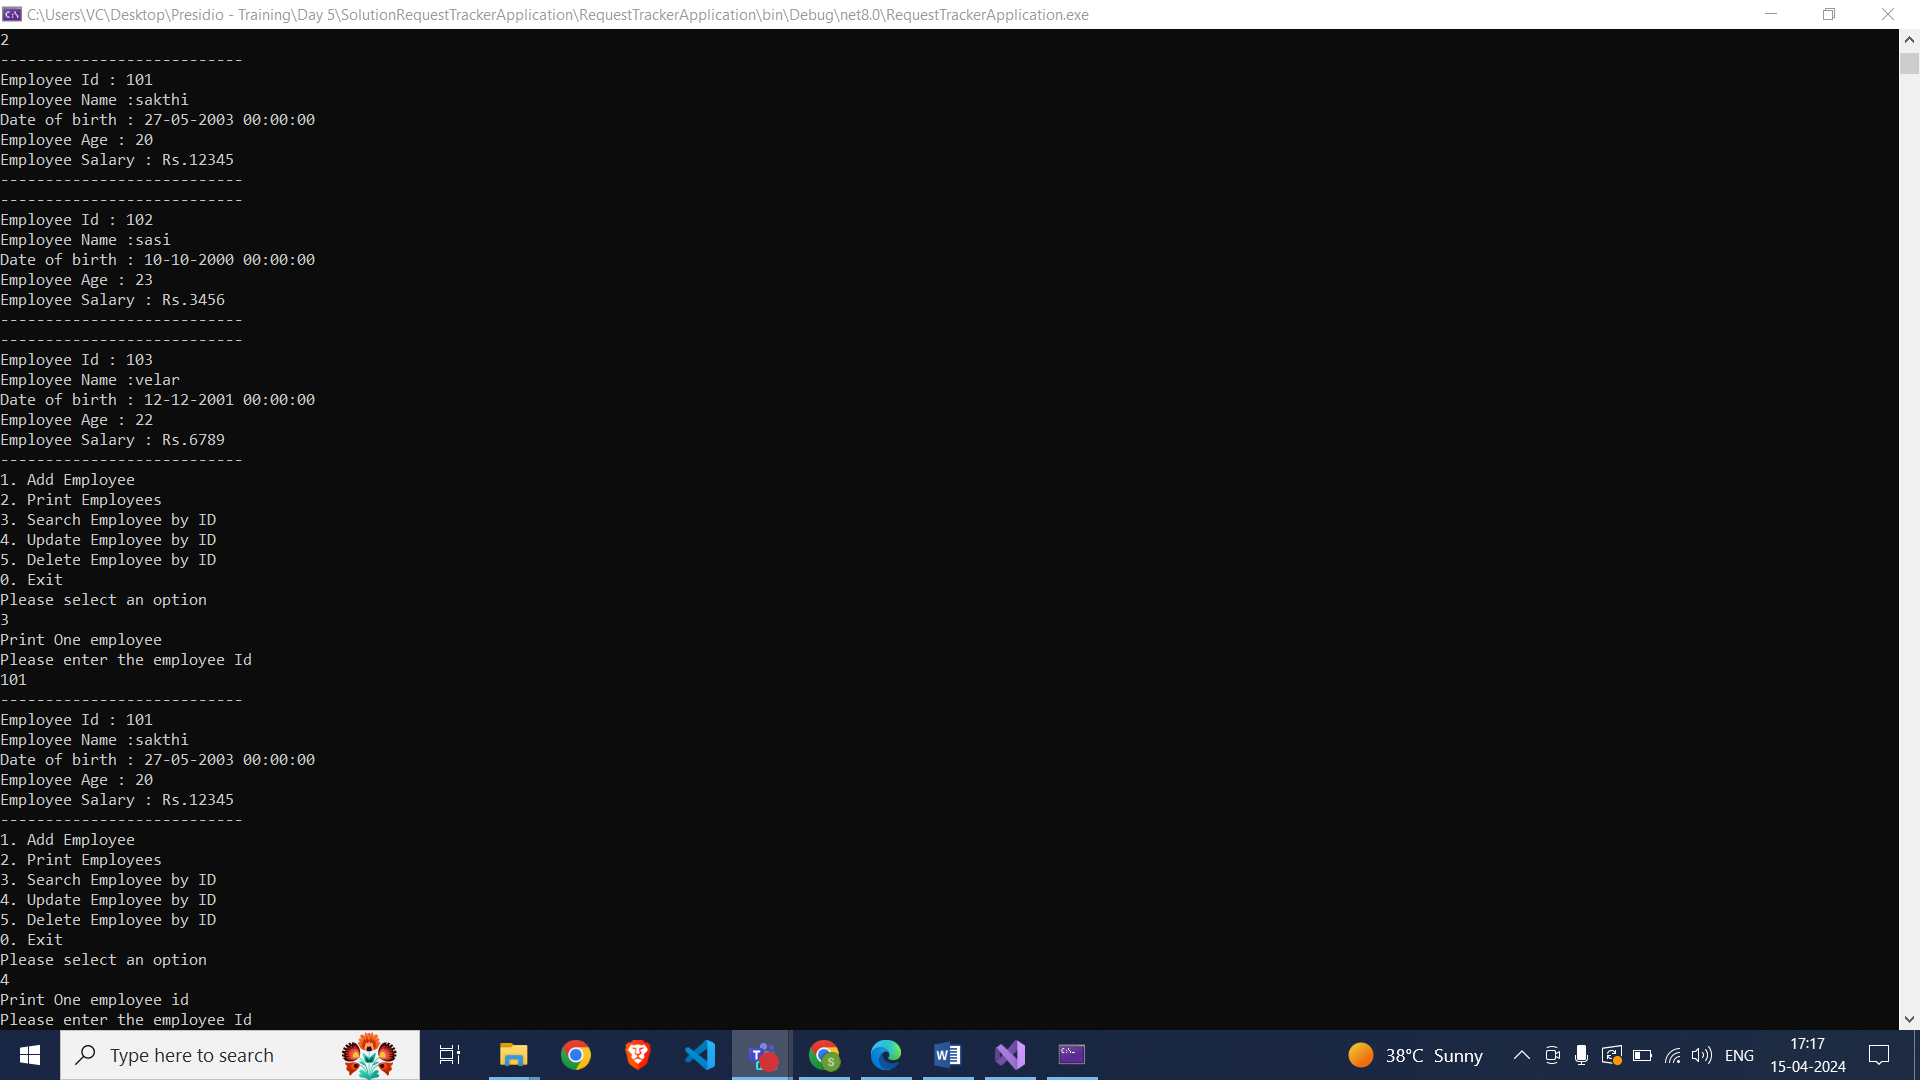 C:\Users\VC\Desktop\Presidio - Training\Day 5\SolutionRequestTrackerApplication\RequestTrackerApplication\bin\Debug\net8.0\RequestTrackerApplication.exe
2
---------------------------
Employee Id : 101
Employee Name :sakthi
Date of birth : 27-05-2003 00:00:00
Employee Age : 20
Employee Salary : Rs.12345
---------------------------
---------------------------
Employee Id : 102
Employee Name :sasi
Date of birth : 10-10-2000 00:00:00
Employee Age : 23
Employee Salary : Rs.3456
---------------------------
---------------------------
Employee Id : 103
Employee Name :velar
Date of birth : 12-12-2001 00:00:00
Employee Age : 22
Employee Salary : Rs.6789
---------------------------
1. Add Employee
2. Print Employees
3. Search Employee by ID
4. Update Employee by ID
5. Delete Employee by ID
0. Exit
Please select an option
3
Print One employee
Please enter the employee Id
101
---------------------------
Employee Id : 101
Employee Name :sakthi
Date of birth : 27-05-2003 00:00:00
Employee Age : 20
Employee Salary : Rs.12345
---------------------------
1. Add Employee
2. Print Employees
3. Search Employee by ID
4. Update Employee by ID
5. Delete Employee by ID
0. Exit
Please select an option
4
Print One employee id
Please enter the employee Id
Type here to search
38°C Sunny
ENG
17:17
15-04-2024